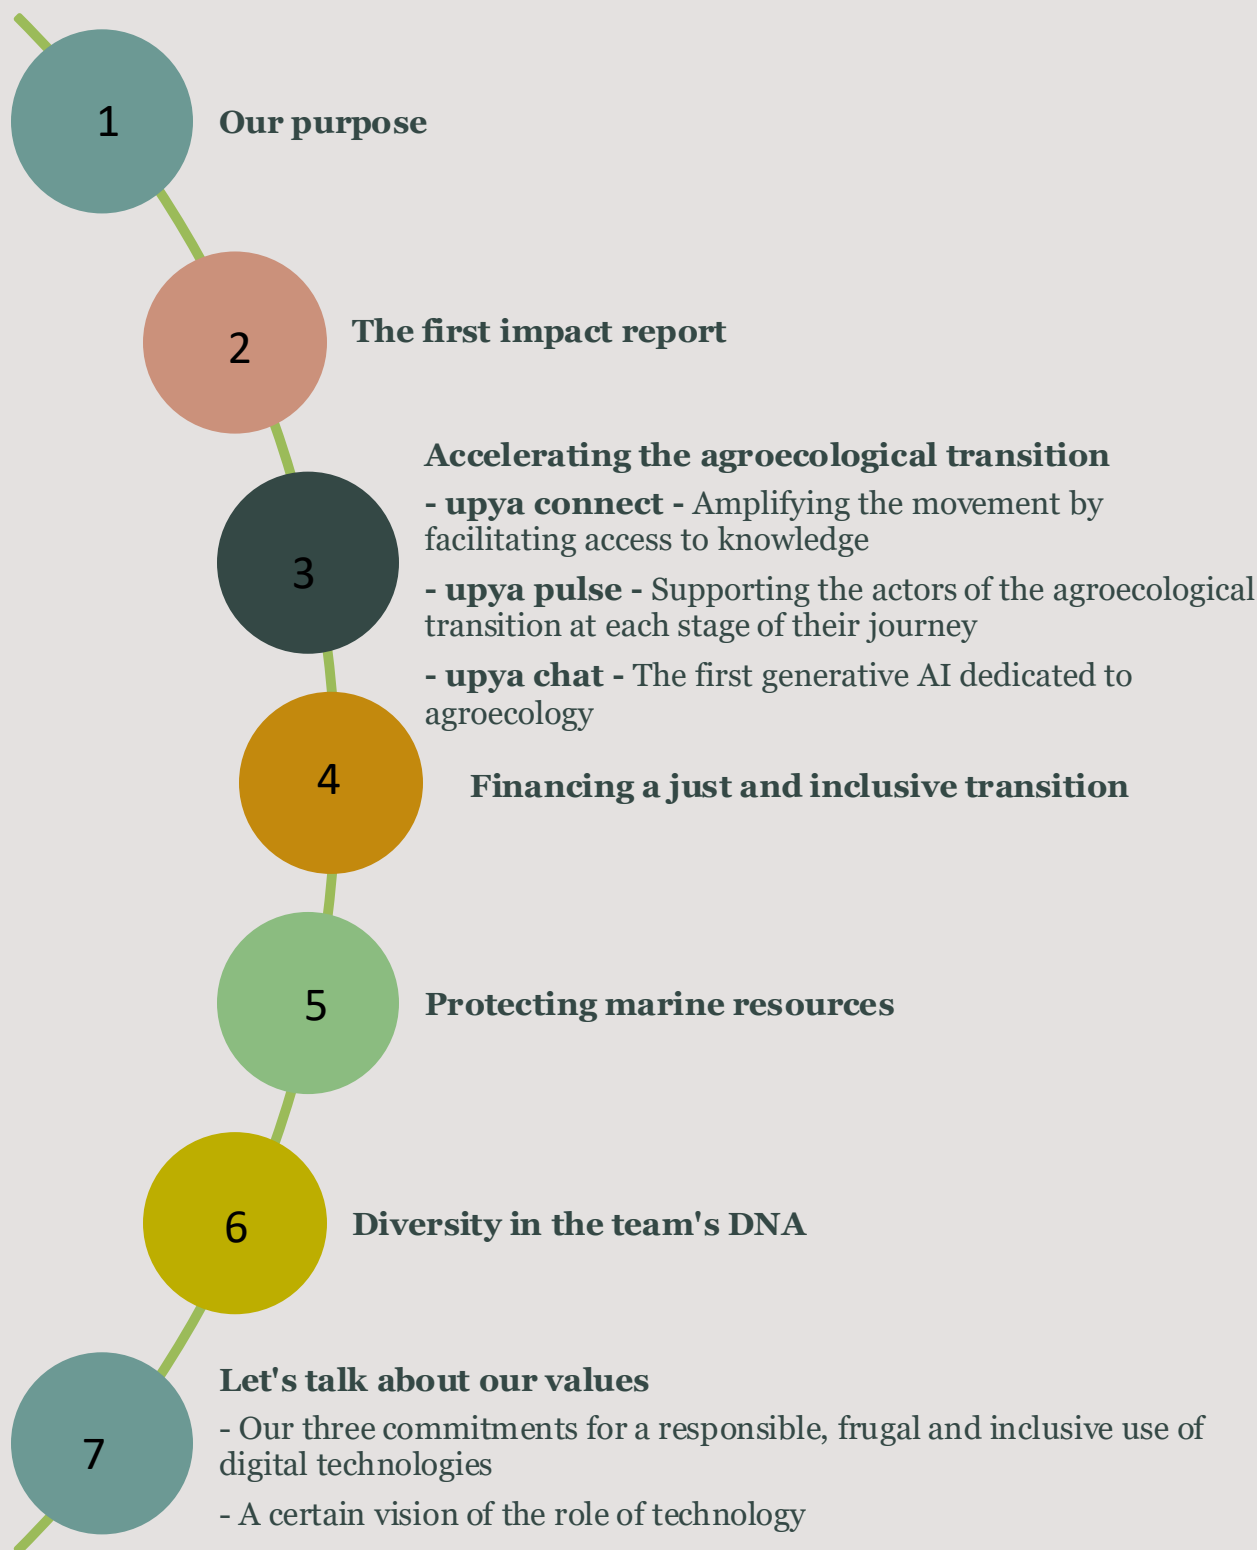 1
Our purpose
2
The first impact report
3
Accelerating the agroecological transition
- upya connect - Amplifying the movement by
facilitating access to knowledge
- upya pulse - Supporting the actors of the agroecological
transition at each stage of their journey
- upya chat - The first generative AI dedicated to
agroecology
4
Financing a just and inclusive transition
5
Protecting marine resources
6
Diversity in the team's DNA
7
Let's talk about our values
- Our three commitments for a responsible, frugal and inclusive use of
digital technologies
- A certain vision of the role of technology